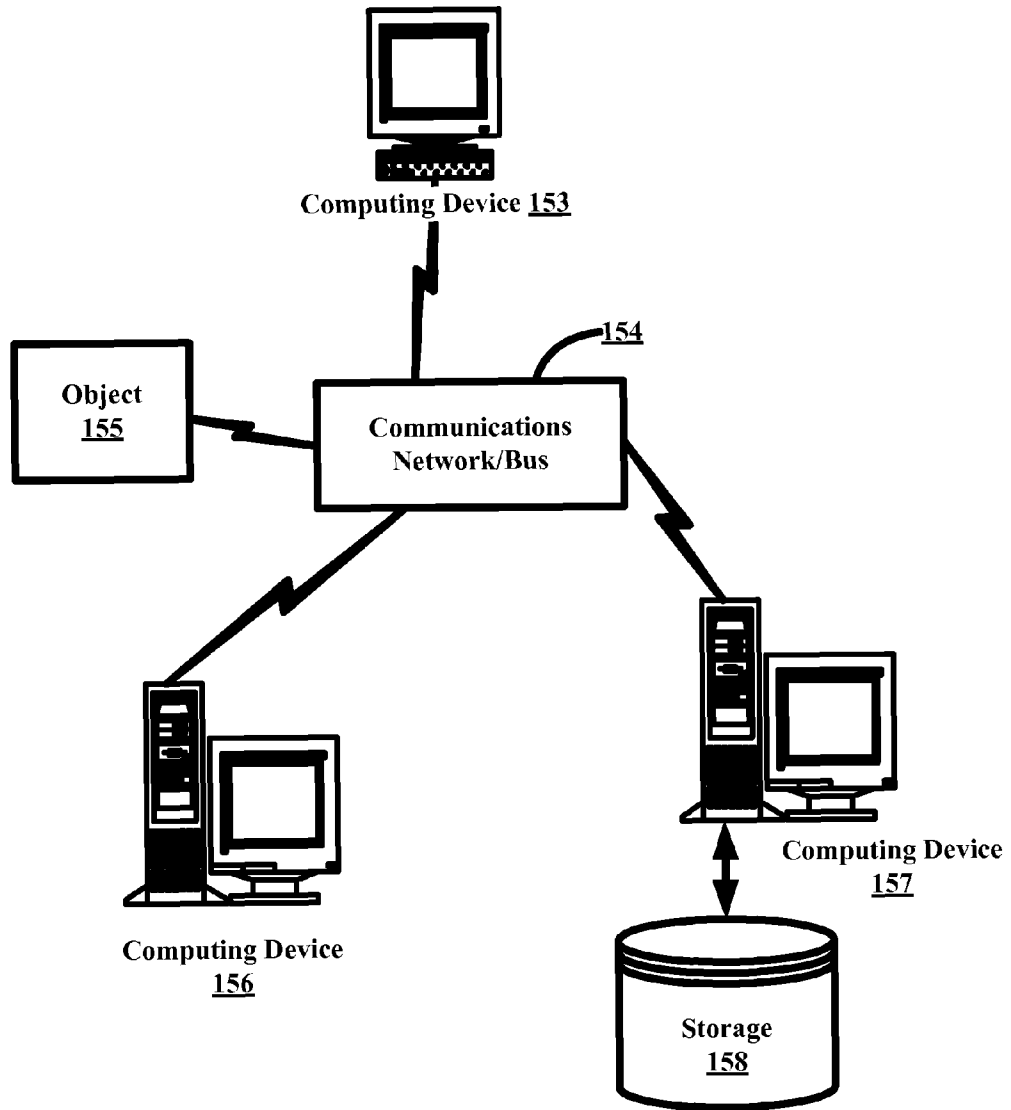 Computing Device 153
154
Object
155
Communications
Network/Bus
Computing Device
157
Computing Device
156
Storage
158